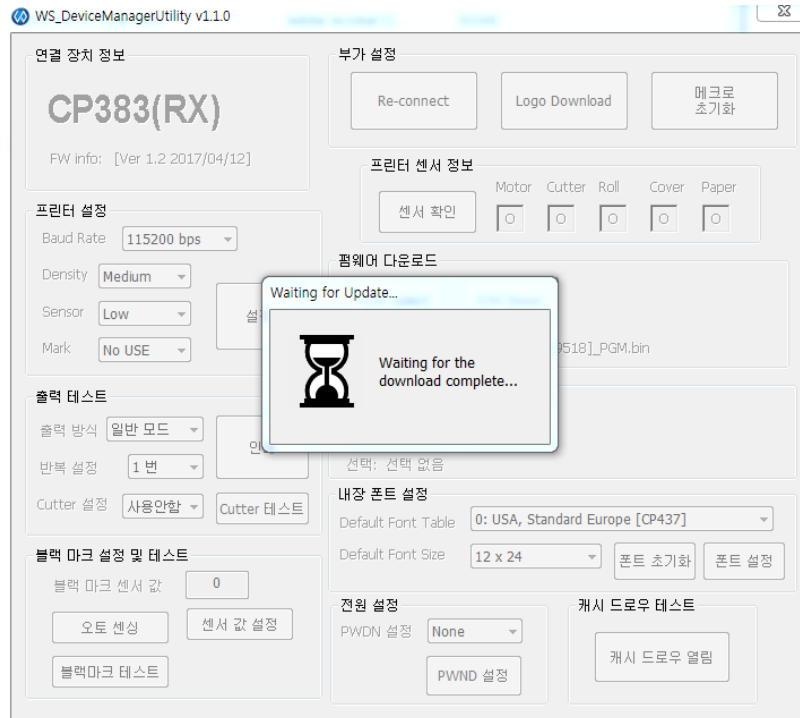 WS_DeviceManagerUtility v1.1.0
연결 장치 정보
CP383(RX)
FW info: [Ver 1.2 2017/04/12]
부가 설정
Re-connect
Logo Download
메크로
초기화
프린터 센서 정보
센서 확인
Motor Cutter Roll Cover Paper
O O O O O
프린터 설정
Baud Rate 115200 bps
Density Medium
Sensor Low
Mark No USE
펌웨어 다운로드
9518]_PGM.bin
Waiting for Update...
Waiting for the
download complete...
출력 테스트
출력 방식 일반 모드
반복 설정 1 번
Cutter 설정 사용안함 Cutter 테스트
선택: 선택 없음
내장 폰트 설정
Default Font Table 0: USA, Standard Europe [CP437]
Default Font Size 12 x 24 폰트 초기화 폰트 설정
블랙 마크 설정 및 테스트
블랙 마크 센서 값 0
오토 센싱 센서 값 설정
블랙마크 테스트
전원 설정
PWDN 설정 None
PWND 설정
캐시 드로우 테스트
캐시 드로우 열림